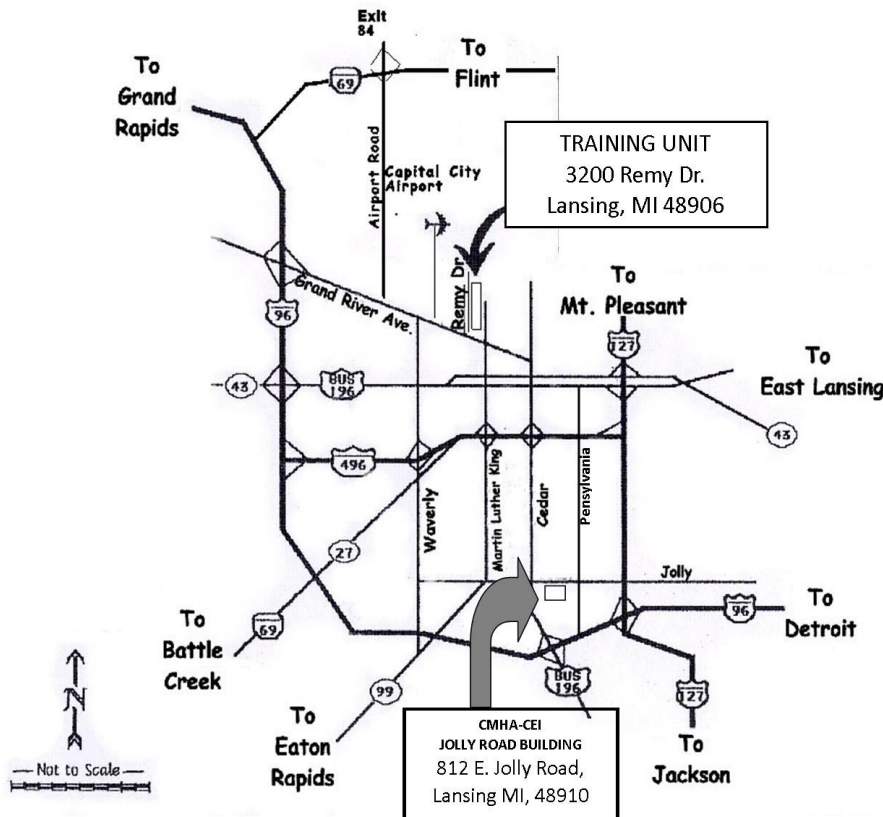 Exit
84
To
Flint
69
To
Grand
Rapids
TRAINING UNIT
3200 Remy Dr.
Lansing, MI 48906
Airport Road
Capital City
Airport
Remy Dr
Grand River Ave.
96
To
Mt. Pleasant
127
To
East Lansing
43
BUS
196
43
496
Waverly
Martin Luther King
Cedar
Pensylvania
27
Jolly
96
To
Detroit
69
To
Battle
Creek
99
BUS
196
127
To
Eaton
Rapids
To
Jackson
CMHA-CEI
JOLLY ROAD BUILDING
812 E. Jolly Road,
Lansing MI, 48910
N
Not to Scale